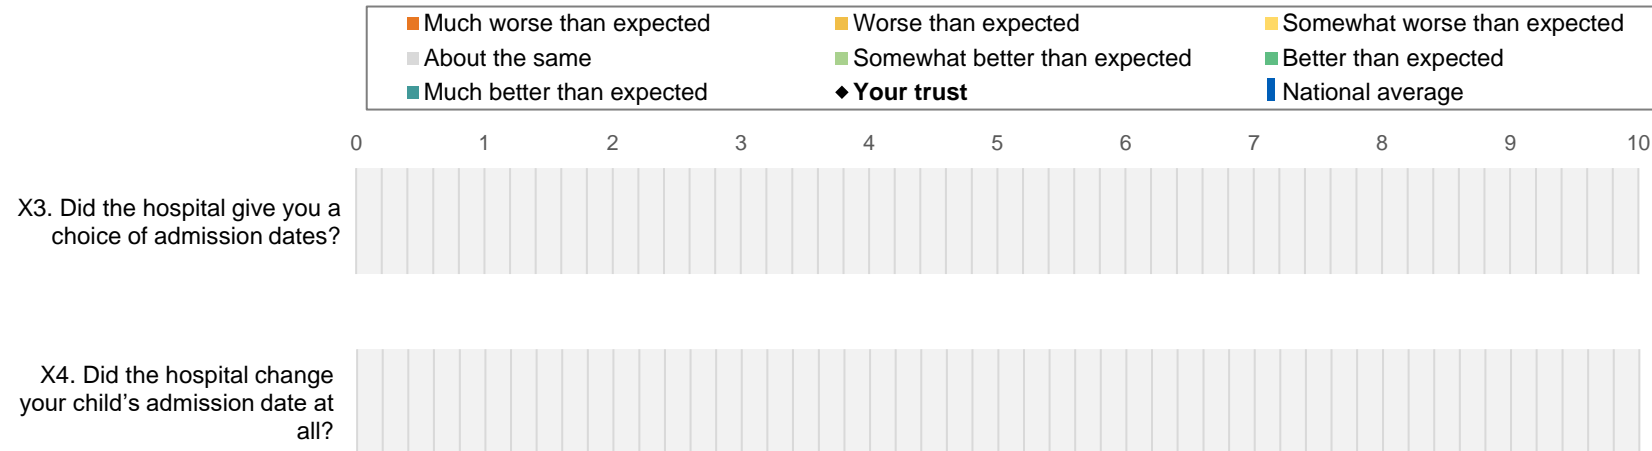 Much worse than expected
Worse than expected
Somewhat worse than expected
About the same
Somewhat better than expected
Better than expected
Much better than expected
Your trust
National average
0 1 2 3 4 5 6 7 8 9 10
X3. Did the hospital give you a
choice of admission dates?
X4. Did the hospital change
your child’s admission date at
all?